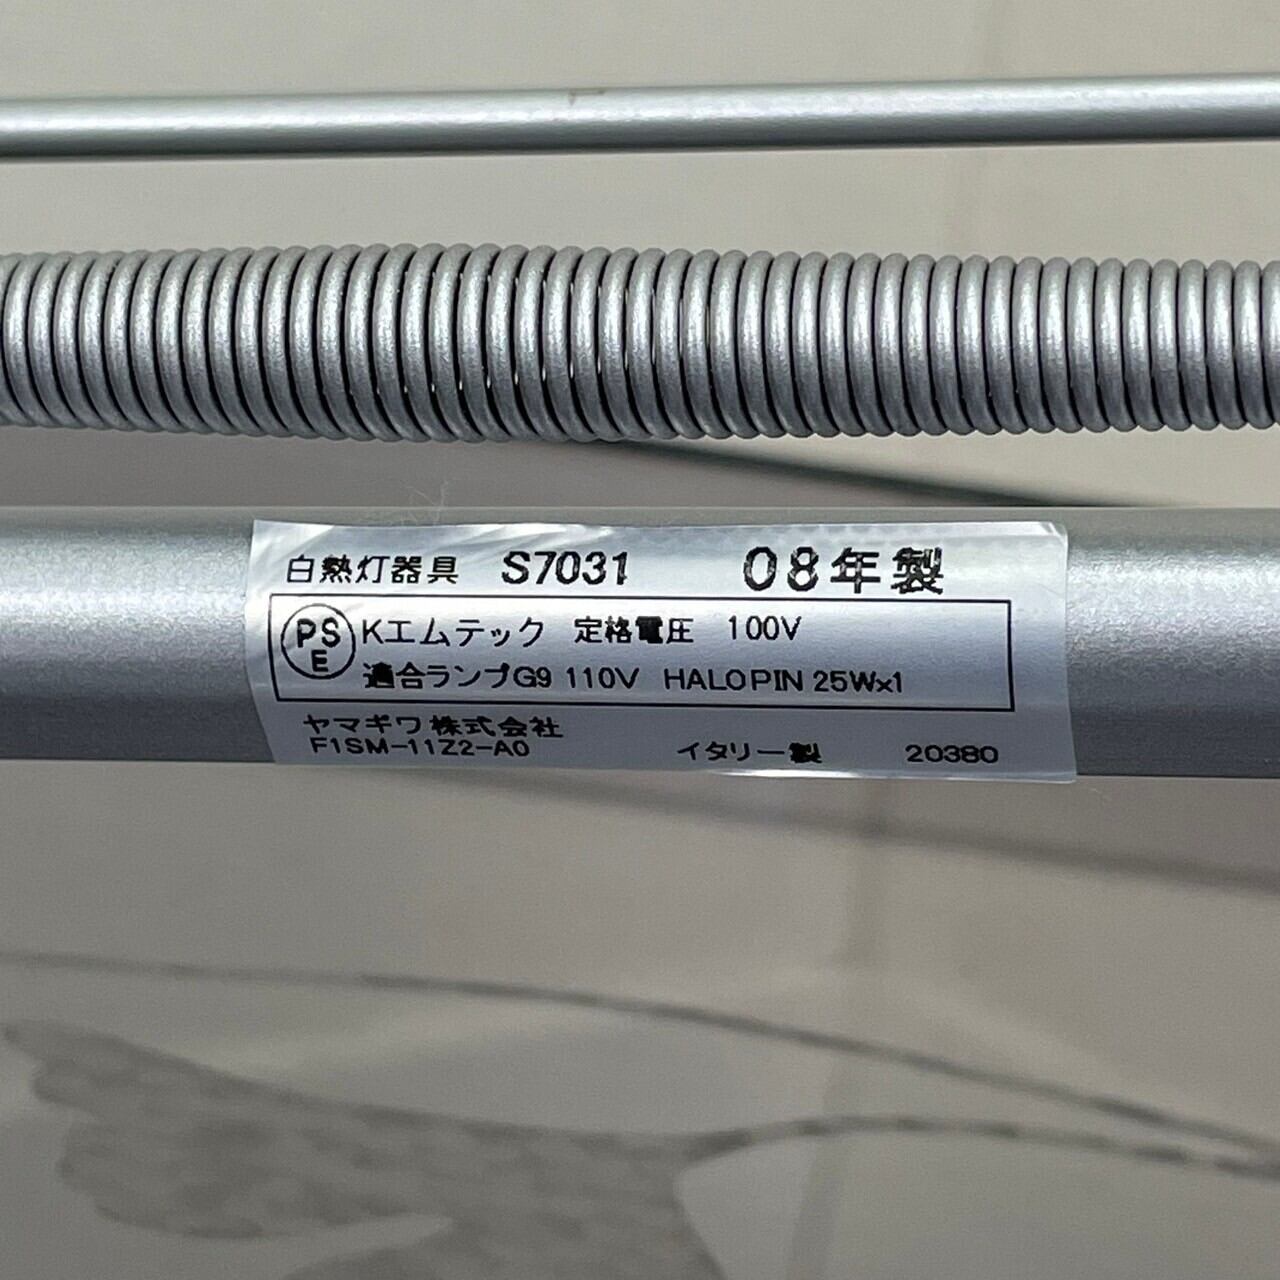 白熱灯器具 S7031 08年製
PSE Kエムテック 定格電圧 100V
適合ランプG9 110V HALOPIN 25Wx1
ヤマギワ株式会社
F1SM-11Z2-A0 イタリー製 20380